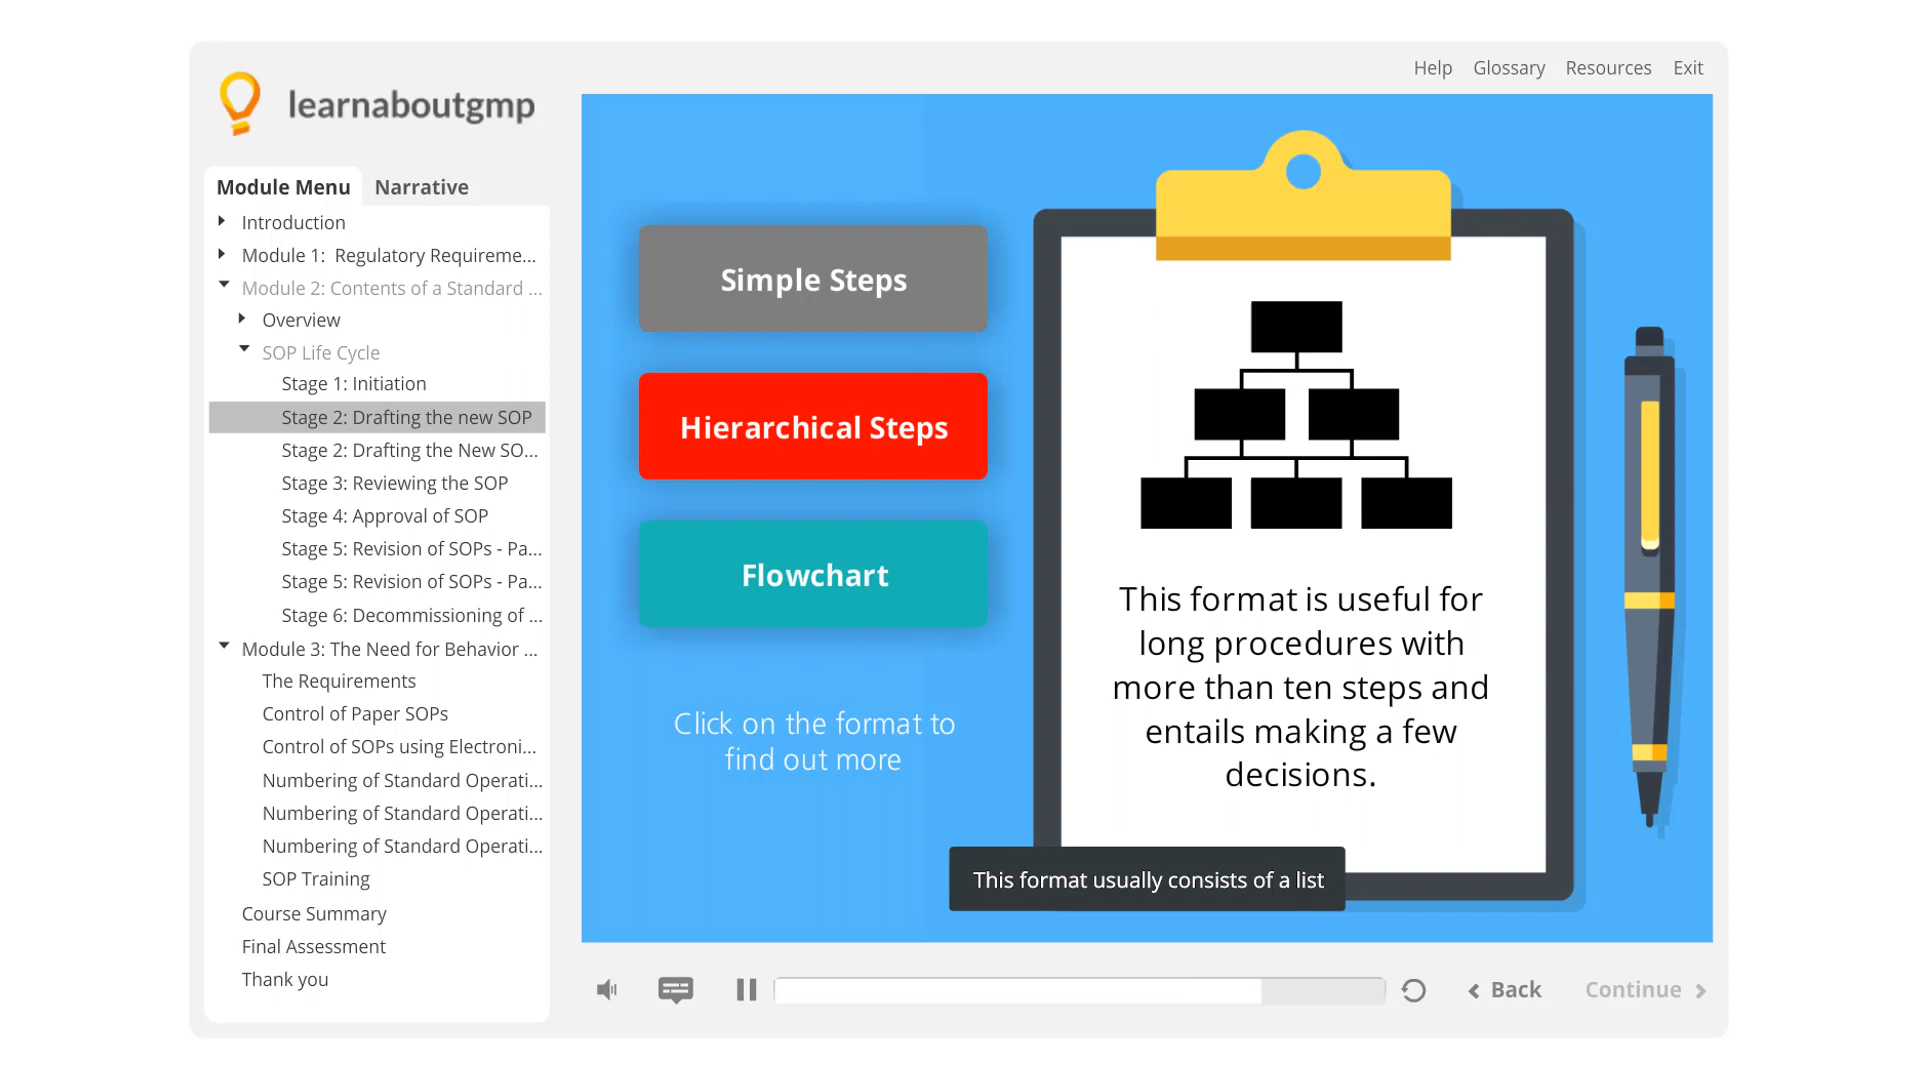 Help Glossary Resources Exit
learnaboutgmp
Module Menu Narrative
Introduction
Module 1: Regulatory Requireme...
Module 2: Contents of a Standard ...
Overview
SOP Life Cycle
Stage 1: Initiation
Stage 2: Drafting the new SOP
Stage 2: Drafting the New SO...
Stage 3: Reviewing the SOP
Stage 4: Approval of SOP
Stage 5: Revision of SOPs - Pa...
Stage 5: Revision of SOPs - Pa...
Stage 6: Decommissioning of ...
Module 3: The Need for Behavior ...
The Requirements
Control of Paper SOPs
Control of SOPs using Electroni...
Numbering of Standard Operati...
Numbering of Standard Operati...
Numbering of Standard Operati...
SOP Training
Course Summary
Final Assessment
Thank you
Simple Steps
Hierarchical Steps
Flowchart
Click on the format to
find out more
This format is useful for
long procedures with
more than ten steps and
entails making a few
decisions.
This format usually consists of a list
Back Continue